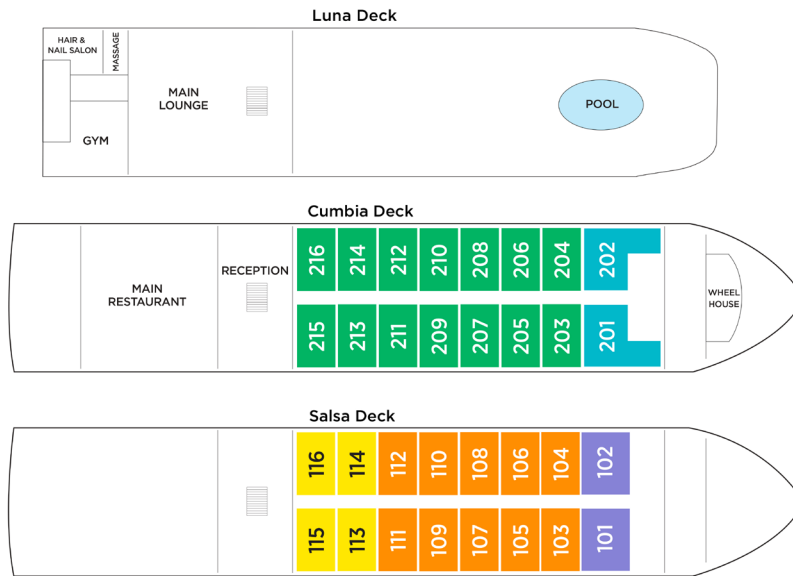 Luna Deck
HAIR &
NAIL SALON
MASSAGE
MAIN
LOUNGE
POOL
GYM
Cumbia Deck
216
214
212
210
208
206
204
202
RECEPTION
MAIN
RESTAURANT
WHEEL
HOUSE
215
213
211
209
207
205
203
201
Salsa Deck
116
114
112
110
108
106
104
102
115
113
111
109
107
105
103
101